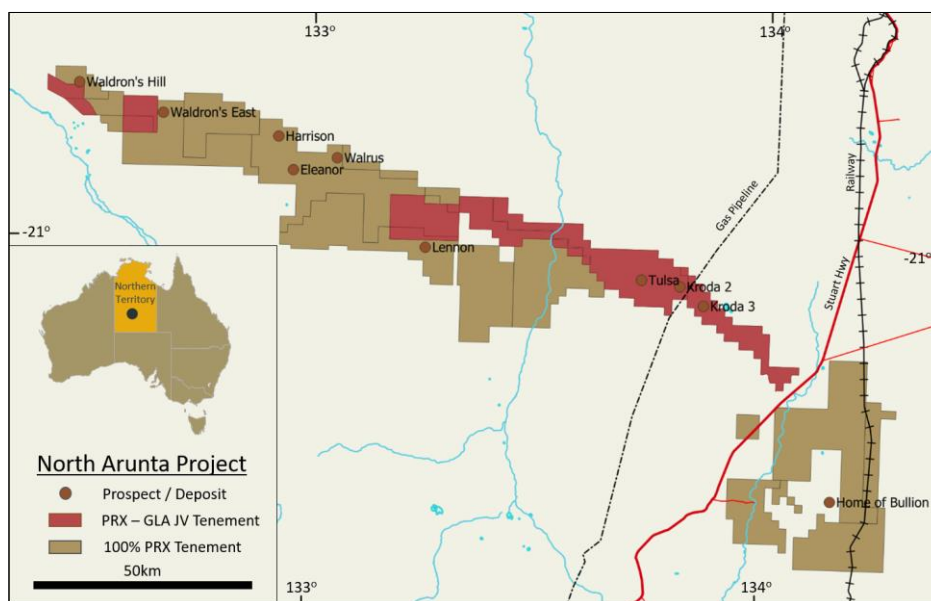 133°
134°
Waldron's Hill
Waldron's East
Harrison
Walrus
Eleanor
Gas Pipeline
Railway
-21°
Lennon
-21°
Tulsa
Kroda 2
Stuart Hwy
Kroda 3
Northern
Territory
North Arunta Project
Prospect / Deposit
PRX – GLA JV Tenement
Home of Bullion
100% PRX Tenement
50km
133°
134°